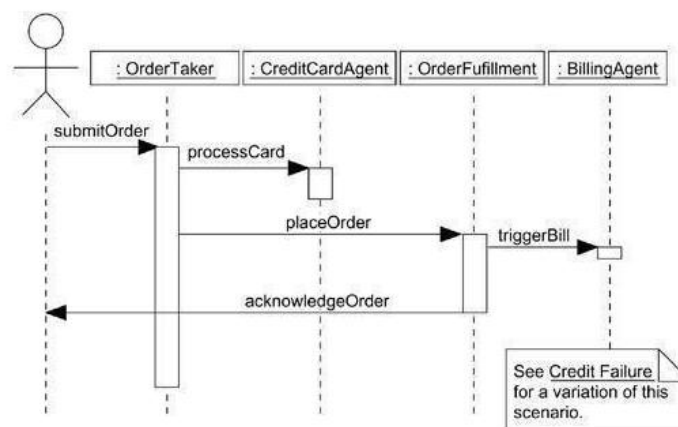 : OrderTaker
: CreditCardAgent
: OrderFufillment
: BillingAgent
submitOrder
processCard
placeOrder
triggerBill
acknowledgeOrder
See Credit Failure
for a variation of this
scenario.